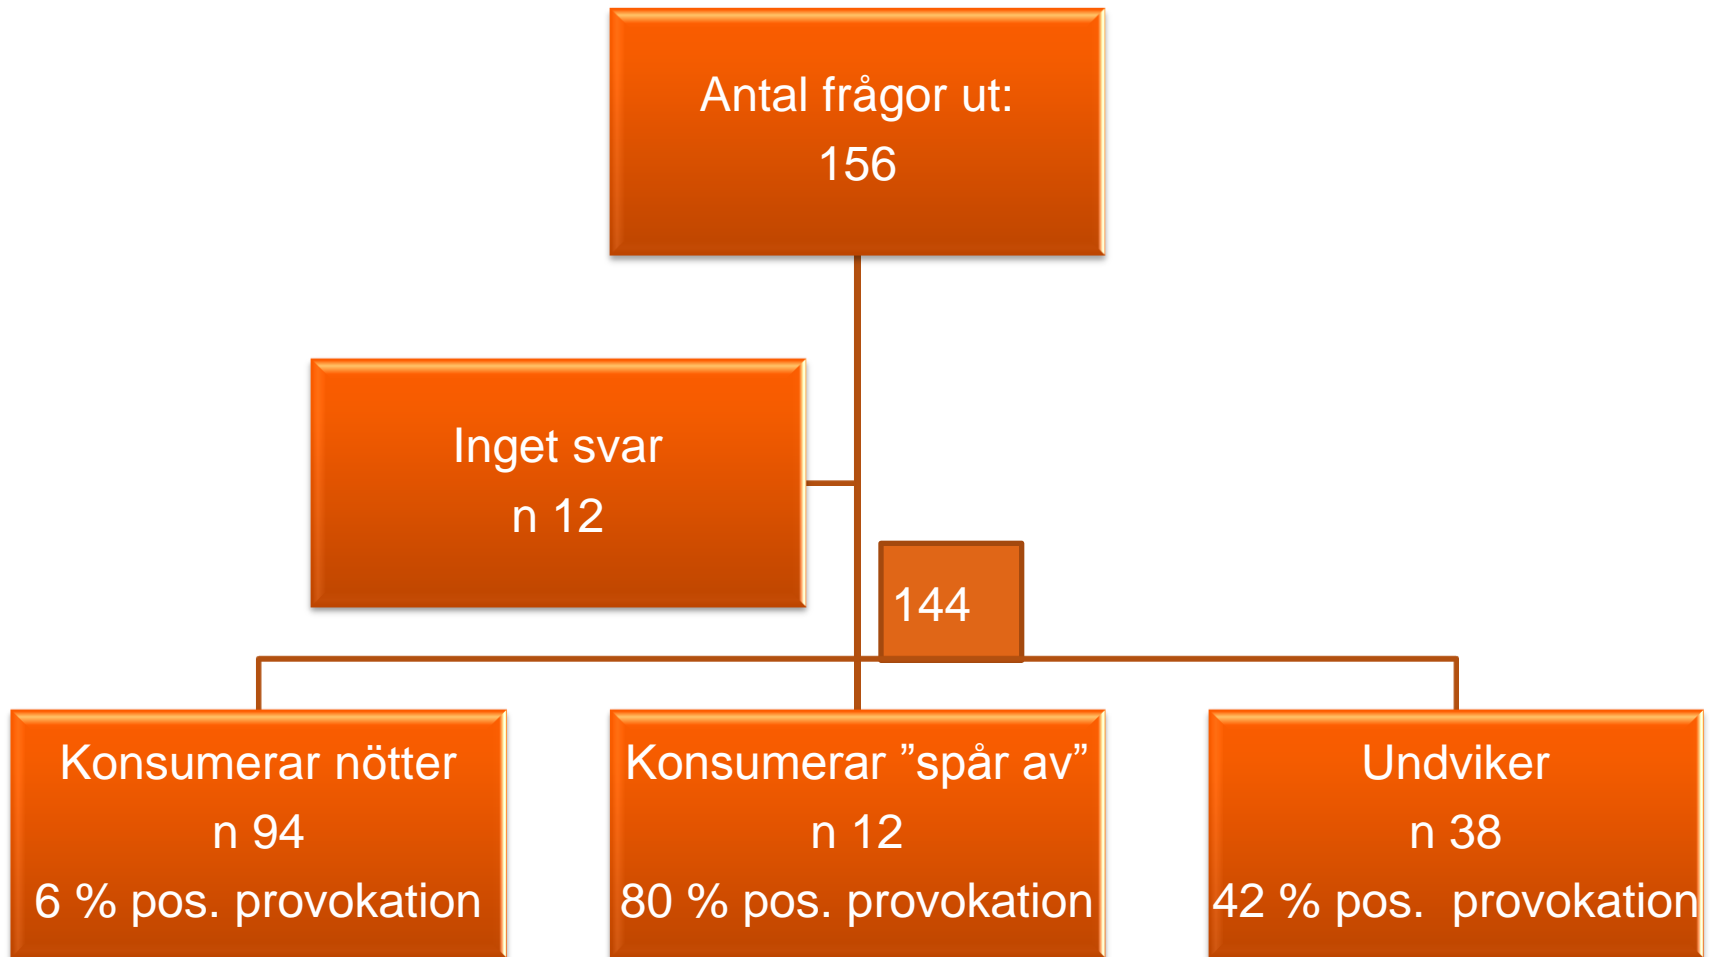 Antal frågor ut:
156
Inget svar
n 12
144
Konsumerar nötter
n 94
6 % pos. provokation
Konsumerar ”spår av”
n 12
80 % pos. provokation
Undviker
n 38
42 % pos.  provokation